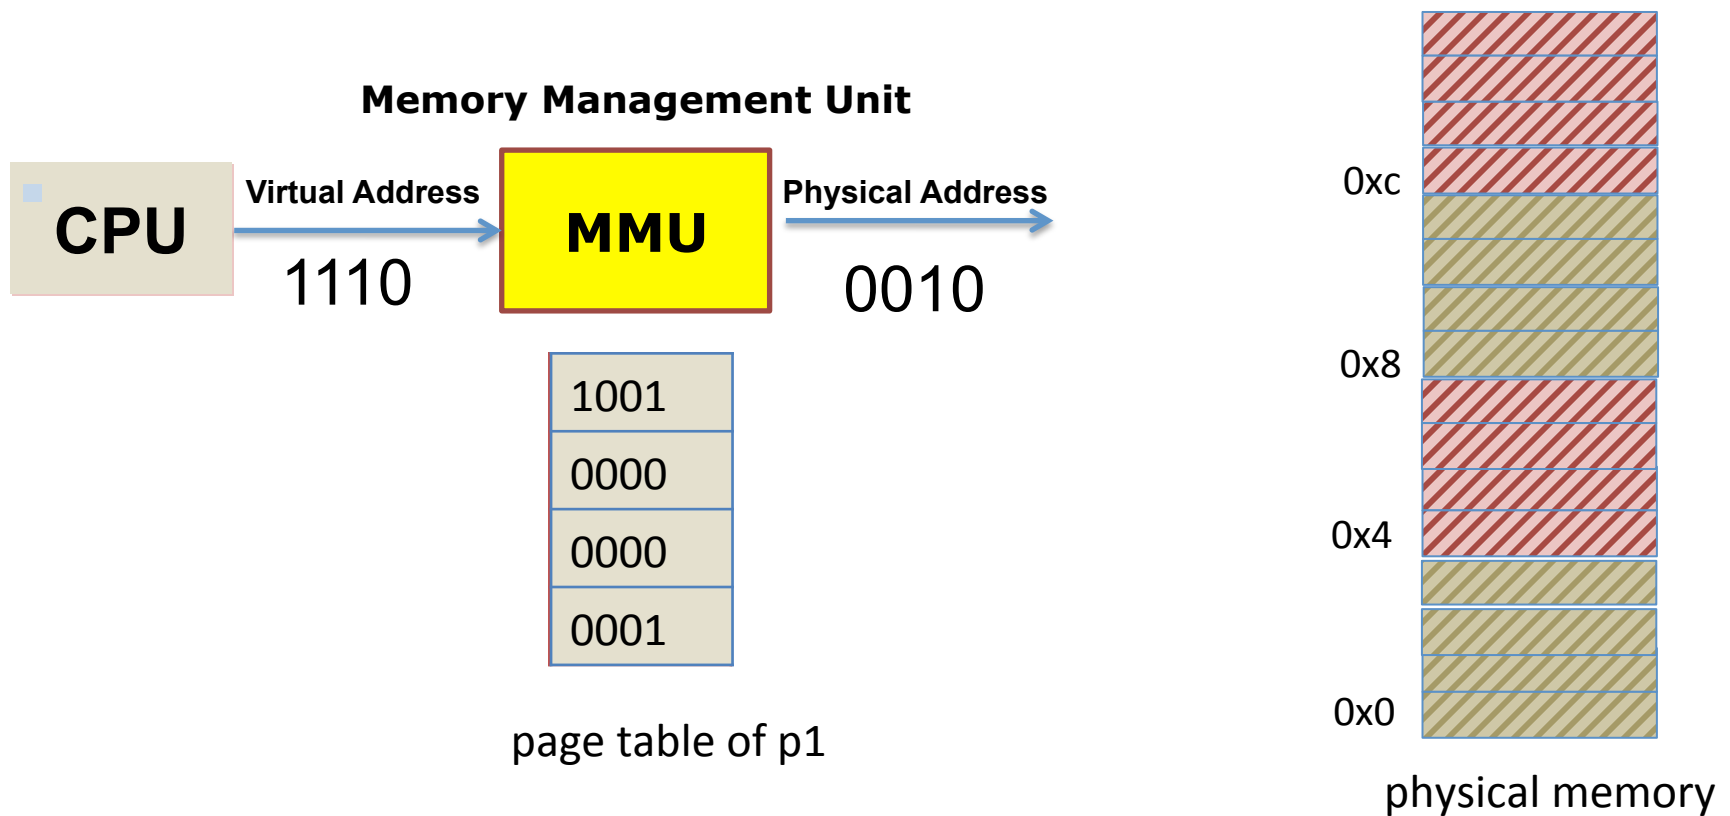 Memory Management Unit
CPU
Virtual Address
1110
MMU
Physical Address
0010
1001
0000
0000
0001
page table of p1
0xc
0x8
0x4
0x0
physical memory